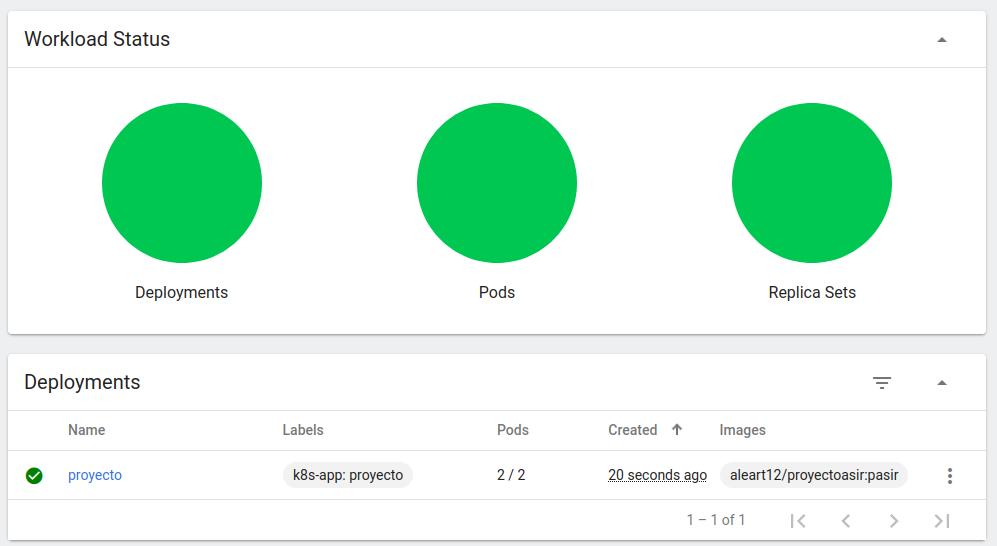 Workload Status
Deployments Pods Replica Sets
Deployments
Name Labels Pods Created Images
proyecto k8s-app: proyecto 2 / 2 20 seconds ago aleart12/proyectoasir:pasir
1 – 1 of 1